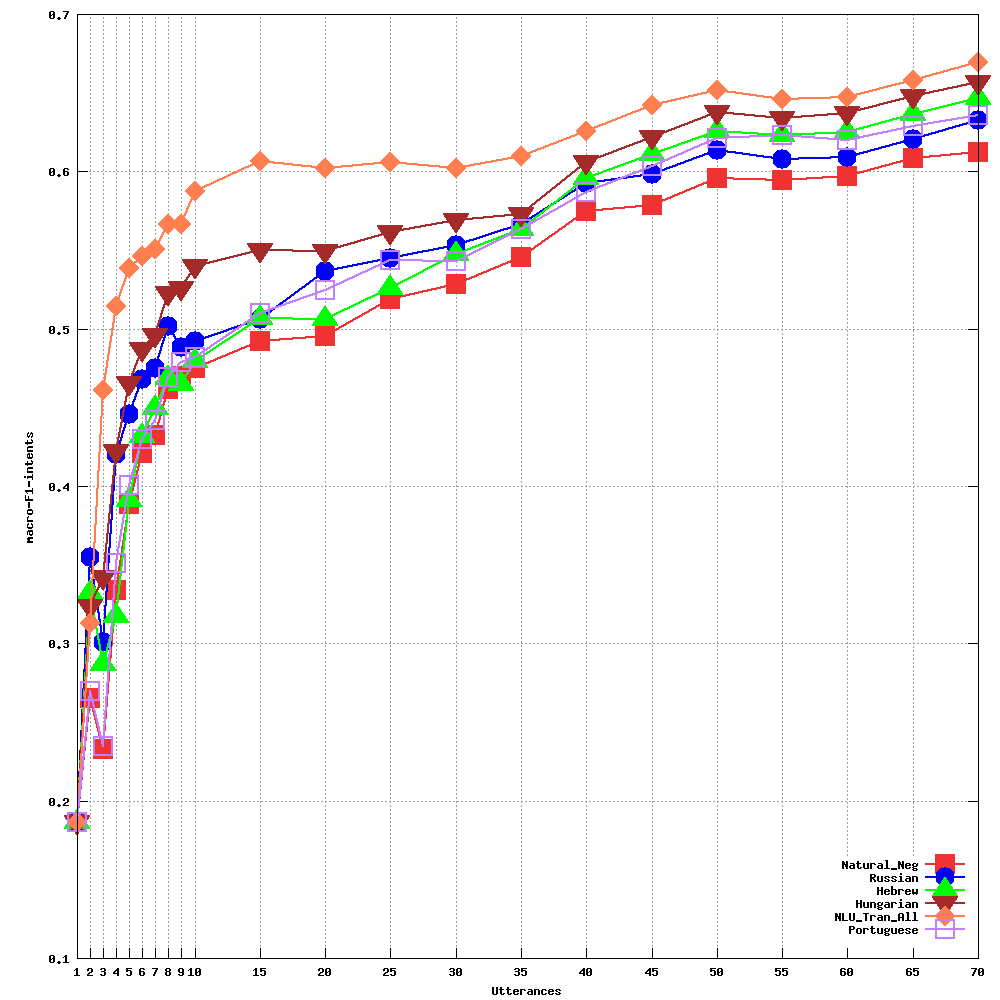 0.7
0.6
0.5
0.4
0.3
0.2
0.1
macro-F1-intents
1 2 3 4 5 6 7 8 9 10 15 20 25 30 35 40 45 50 55 60 65 70
Utterances
Natural_Neg
Russian
Hebrew
Hungarian
NLU_Tran_All
Portuguese